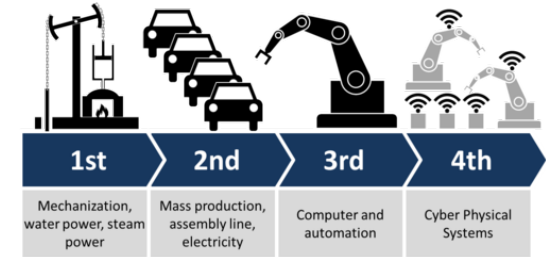 1st
2nd
3rd
4th
Mechanization,
water power, steam
power
Mass production,
assembly line,
electricity
Computer and
automation
Cyber Physical
Systems